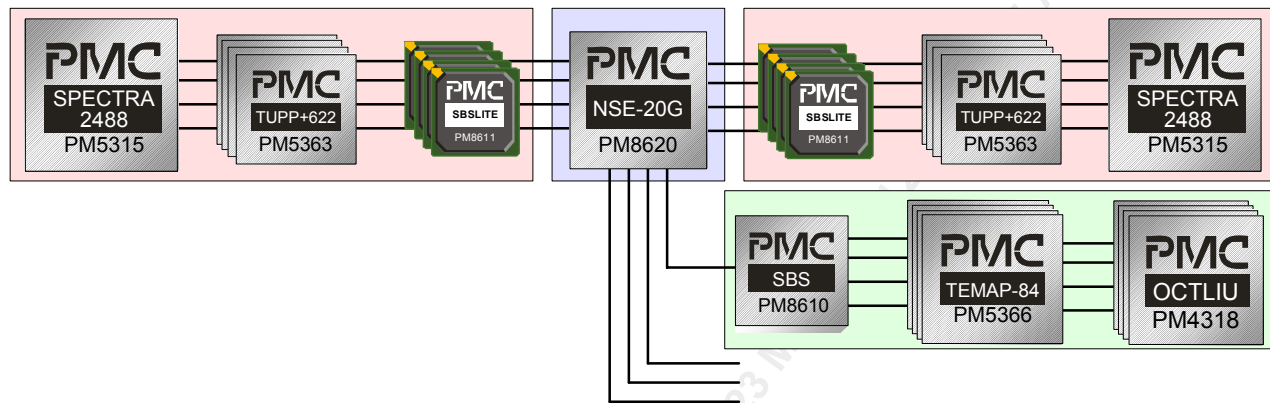 PMC
SPECTRA
2488
PM5315
PMC
TUPP+622
PM5363
PMC
SBSLITE
PM8611
PMC
NSE-20G
PM8620
PMC
SBSLITE
PM8611
PMC
TUPP+622
PM5363
PMC
SPECTRA
2488
PM5315
PMC
SBS
PM8610
PMC
TEMAP-84
PM5366
PMC
OCTLIU
PM4318